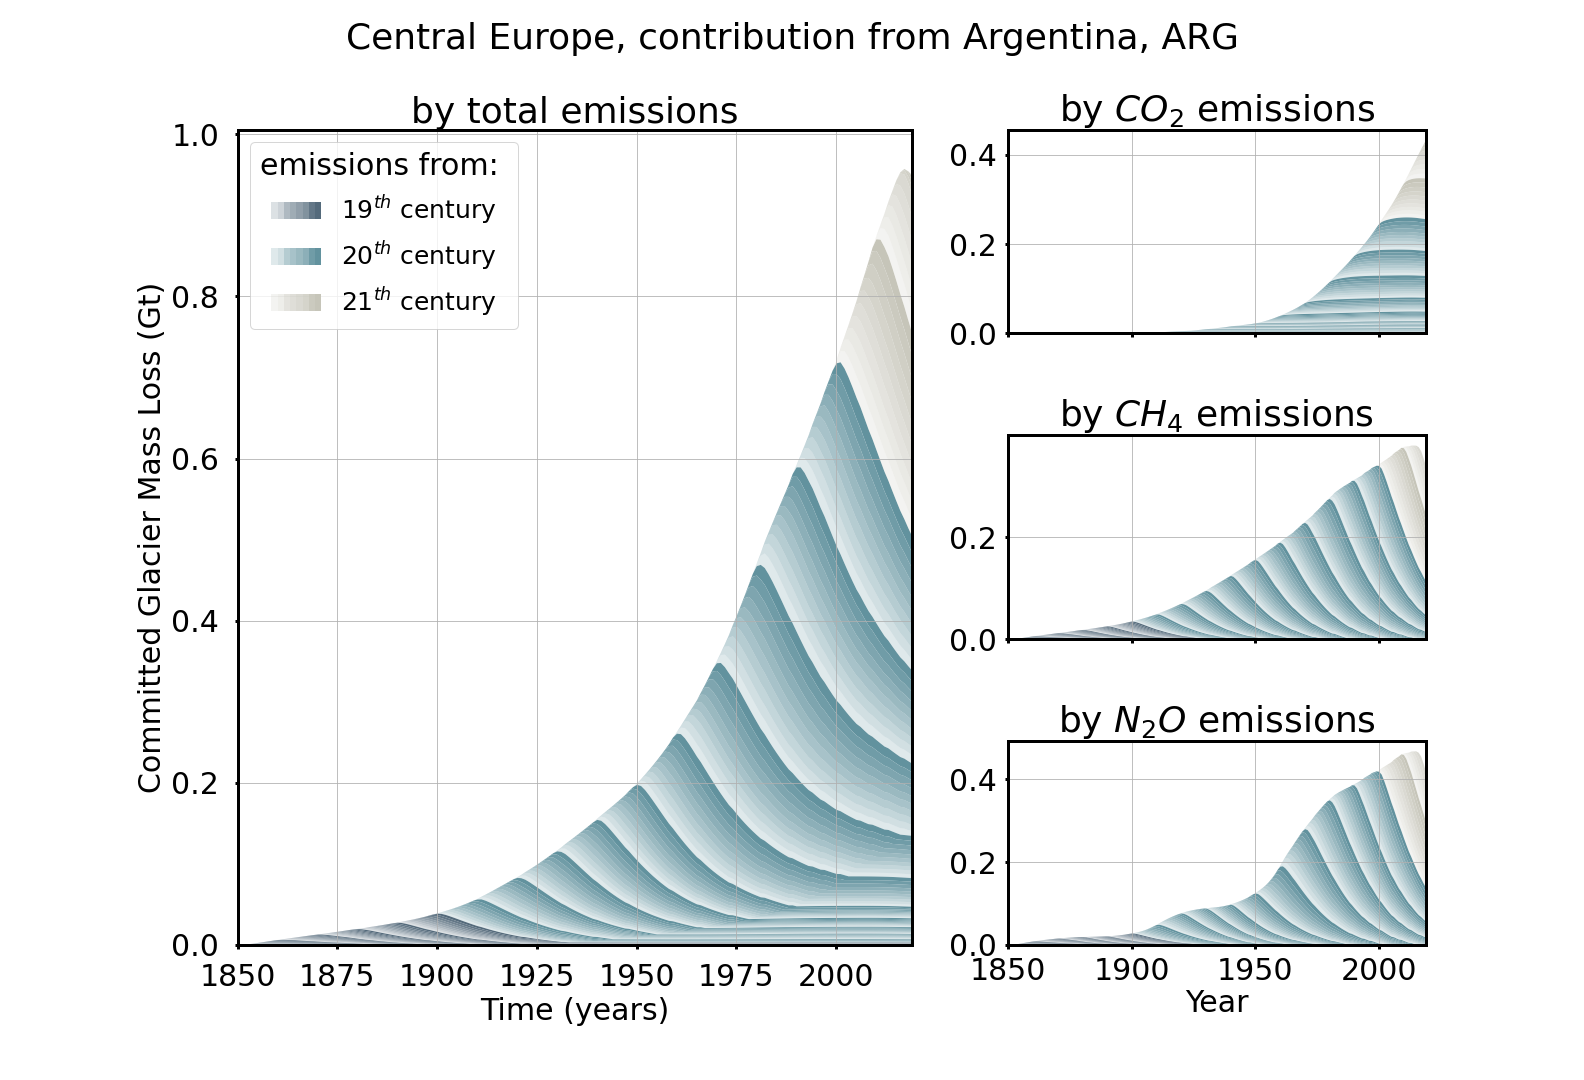 Central Europe, contribution from Argentina, ARG
by total emissions
Committed Glacier Mass Loss (Gt)
1.0
0.8
0.6
0.4
0.2
0.0
emissions from:
19th century
20th century
21th century
1850 1875 1900 1925 1950 1975 2000
Time (years)
by CO2 emissions
0.4
0.2
0.0
by CH4 emissions
0.2
0.0
by N2O emissions
0.4
0.2
0.0
1850 1900 1950 2000
Year